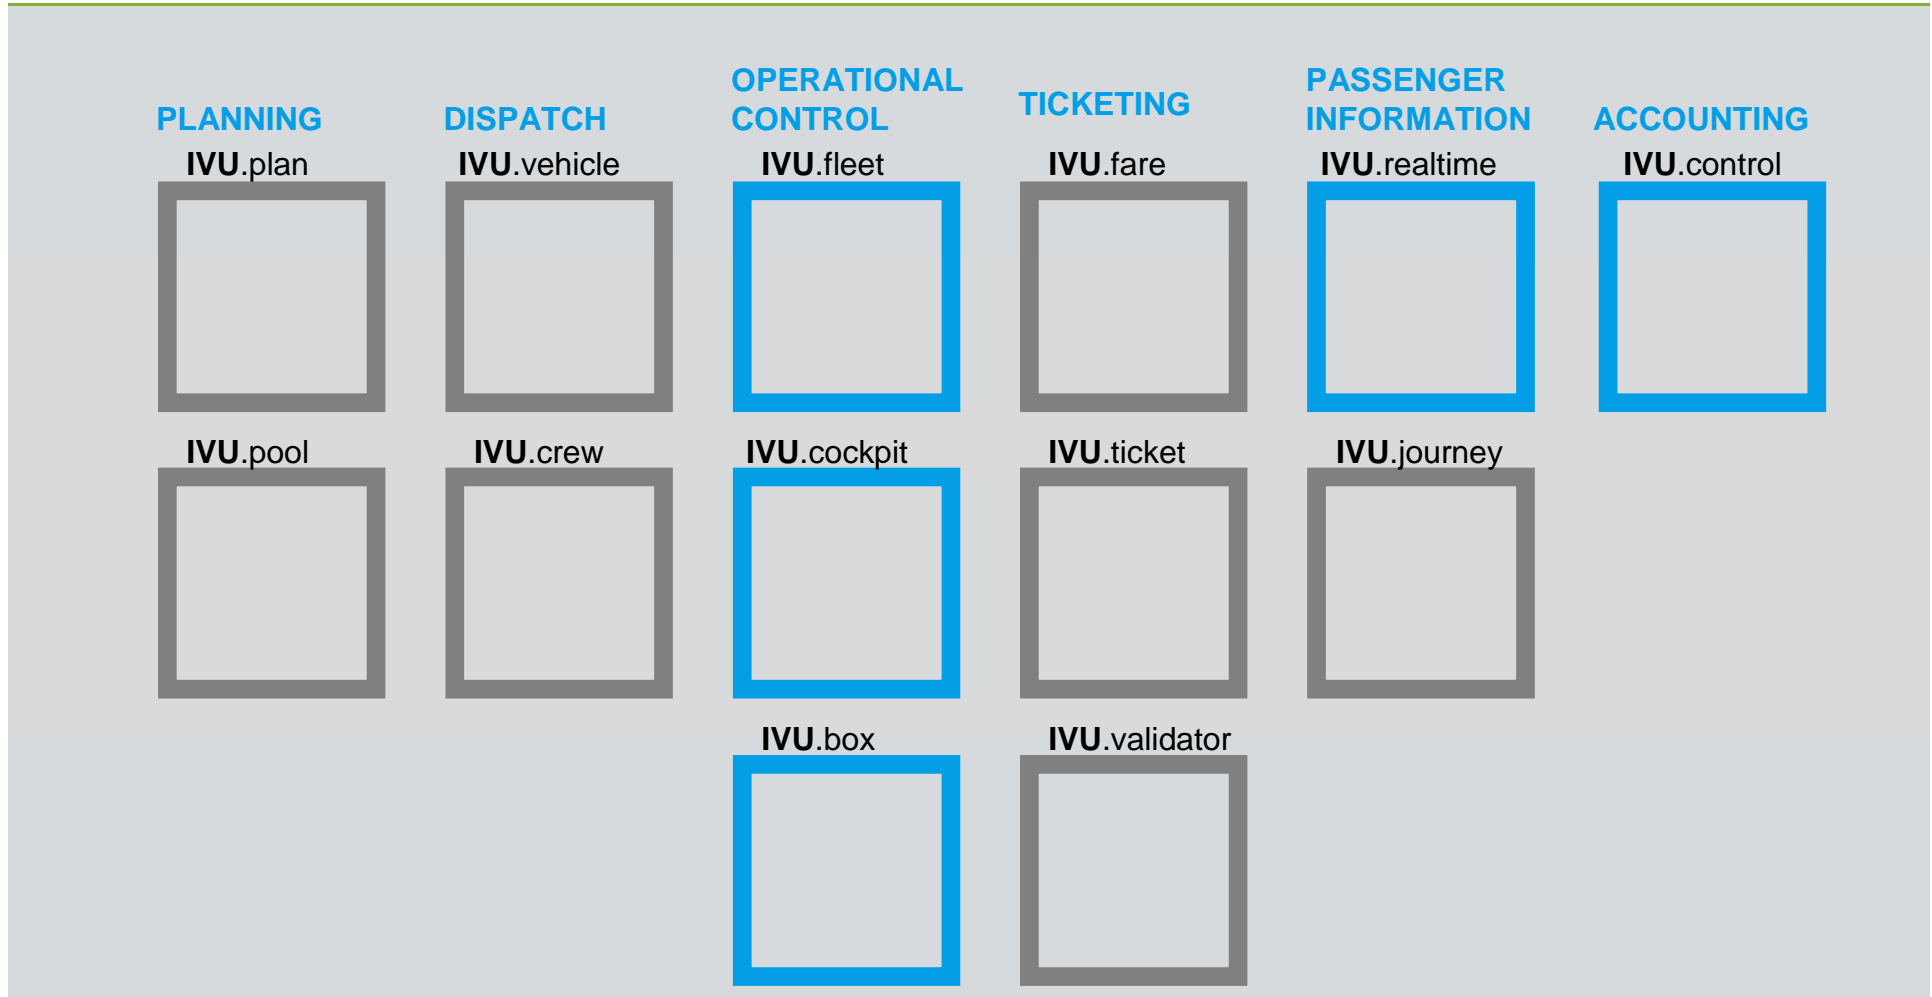 PLANNING
DISPATCH
OPERATIONAL
CONTROL
TICKETING
PASSENGER
INFORMATION
ACCOUNTING
IVU.plan
IVU.vehicle
IVU.fleet
IVU.fare
IVU.realtime
IVU.control
IVU.pool
IVU.crew
IVU.cockpit
IVU.ticket
IVU.journey
IVU.box
IVU.validator